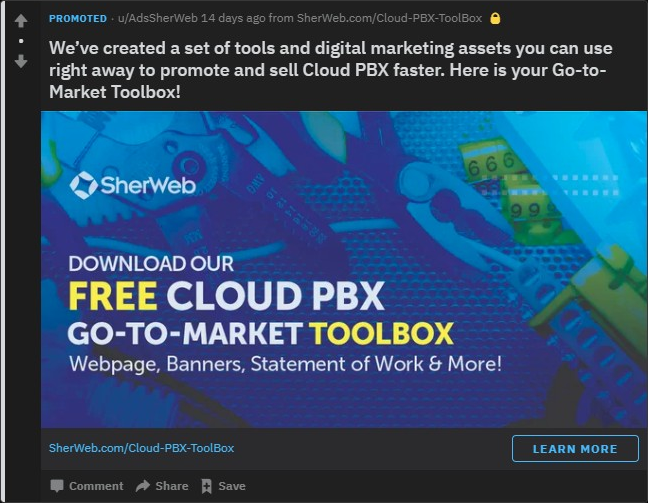 PROMOTED · u/AdsSherWeb 14 days ago from SherWeb.com/Cloud-PBX-ToolBox
We've created a set of tools and digital marketing assets you can use
right away to promote and sell Cloud PBX faster. Here is your Go-to-
Market Toolbox!
SherWeb
666
99
DOWNLOAD OUR
FREE CLOUD PBX
GO-TO-MARKET TOOLBOX
Webpage, Banners, Statement of Work & More!
SherWeb.com/Cloud-PBX-ToolBox
LEARN MORE
Comment Share Save